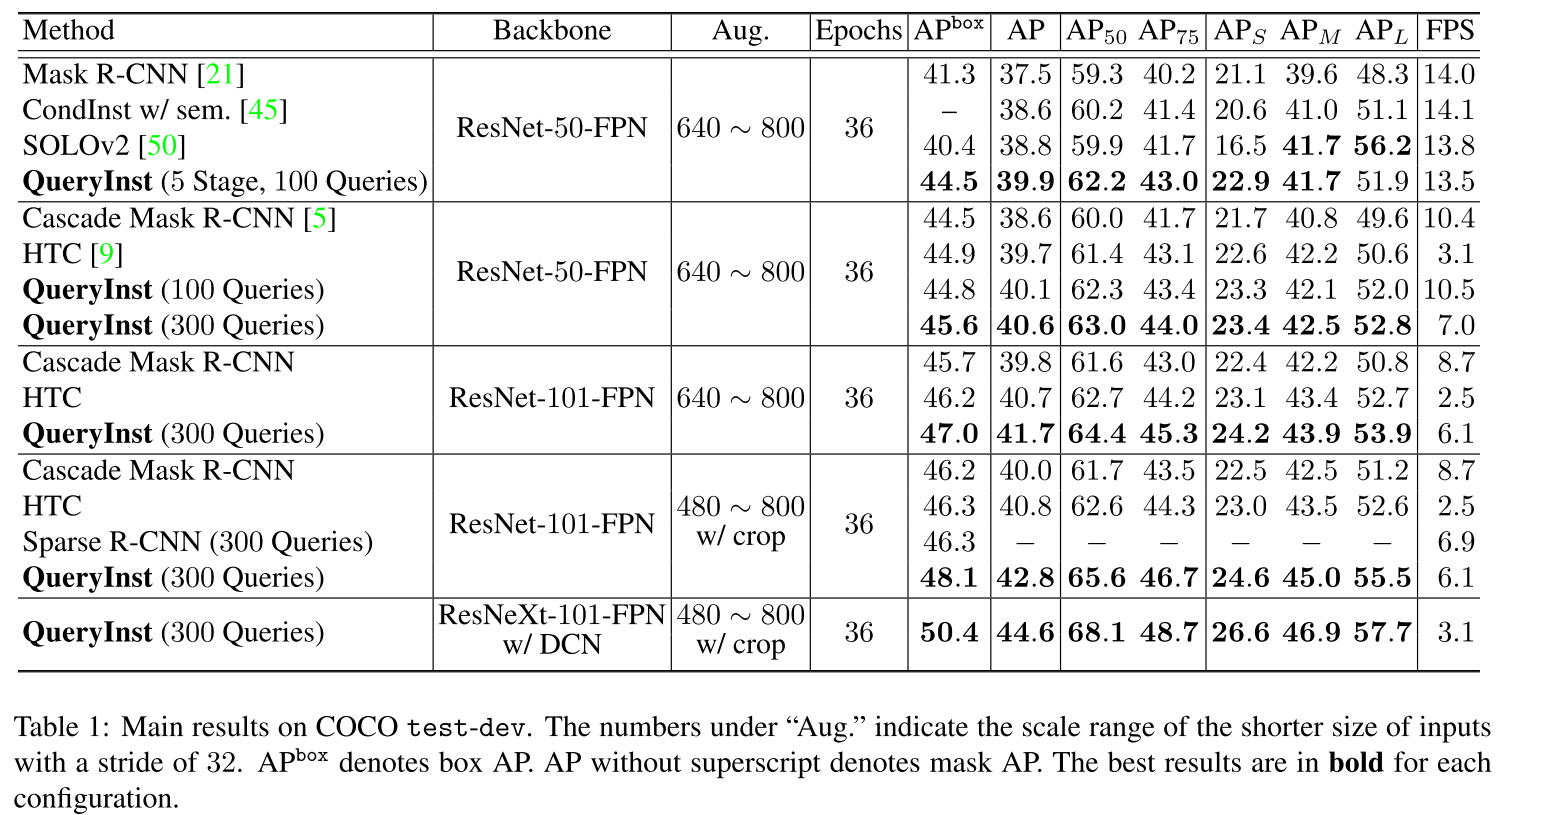 Method Backbone Aug. Epochs APbox AP AP50 AP75 APS APM APL FPS
Mask R-CNN [21] 41.3 37.5 59.3 40.2 21.1 39.6 48.3 14.0
CondInst w/ sem. [45] – 38.6 60.2 41.4 20.6 41.0 51.1 14.1
ResNet-50-FPN 640 ∼ 800 36
SOLOv2 [50] 40.4 38.8 59.9 41.7 16.5 41.7 56.2 13.8
QueryInst (5 Stage, 100 Queries) 44.5 39.9 62.2 43.0 22.9 41.7 51.9 13.5
Cascade Mask R-CNN [5] 44.5 38.6 60.0 41.7 21.7 40.8 49.6 10.4
HTC [9] 44.9 39.7 61.4 43.1 22.6 42.2 50.6 3.1
ResNet-50-FPN 640 ∼ 800 36
QueryInst (100 Queries) 44.8 40.1 62.3 43.4 23.3 42.1 52.0 10.5
QueryInst (300 Queries) 45.6 40.6 63.0 44.0 23.4 42.5 52.8 7.0
Cascade Mask R-CNN 45.7 39.8 61.6 43.0 22.4 42.2 50.8 8.7
HTC ResNet-101-FPN 640 ∼ 800 36 46.2 40.7 62.7 44.2 23.1 43.4 52.7 2.5
QueryInst (300 Queries) 47.0 41.7 64.4 45.3 24.2 43.9 53.9 6.1
Cascade Mask R-CNN 46.2 40.0 61.7 43.5 22.5 42.5 51.2 8.7
HTC 480 ∼ 800 46.3 40.8 62.6 44.3 23.0 43.5 52.6 2.5
ResNet-101-FPN 36
Sparse R-CNN (300 Queries) w/ crop 46.3 – – – – – – 6.9
QueryInst (300 Queries) 48.1 42.8 65.6 46.7 24.6 45.0 55.5 6.1
ResNeXt-101-FPN 480 ∼ 800
QueryInst (300 Queries) 36 50.4 44.6 68.1 48.7 26.6 46.9 57.7 3.1
w/ DCN w/ crop
Table 1: Main results on COCO test-dev. The numbers under “Aug.” indicate the scale range of the shorter size of inputs
with a stride of 32. APbox denotes box AP. AP without superscript denotes mask AP. The best results are in bold for each
configuration.